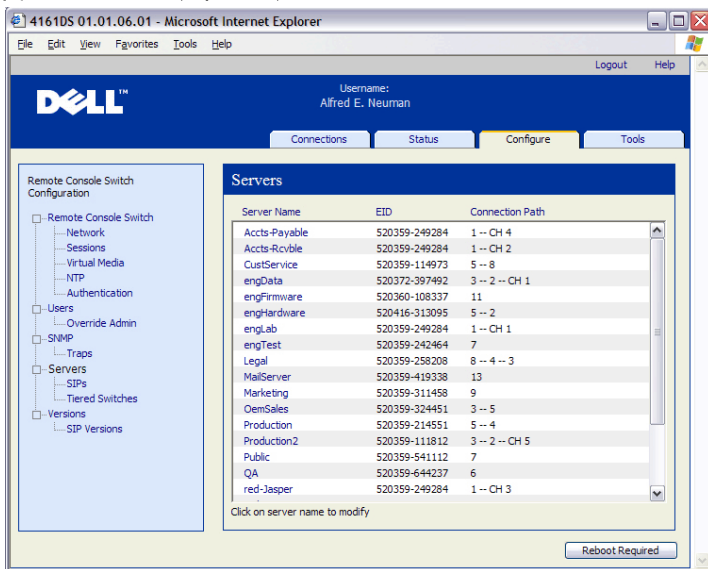 4161DS 01.01.06.01 - Microsoft Internet Explorer
File Edit View Favorites Tools Help
Logout Help
DELL™
Username:
Alfred E. Neuman
Connections Status Configure Tools
Remote Console Switch
Configuration
Remote Console Switch
Network
Sessions
Virtual Media
NTP
Authentication
Users
Override Admin
SNMP
Traps
Servers
SIPs
Tiered Switches
Versions
SIP Versions
Servers
Server Name EID Connection Path
Accts-Payable 520359-249284 1 -- CH 4
Accts-Rcvble 520359-249284 1 -- CH 2
CustService 520359-114973 5 -- 8
engData 520372-397492 3 -- 2 -- CH 1
engFirmware 520360-108337 11
engHardware 520416-313095 5 -- 2
engLab 520359-249284 1 -- CH 1
engTest 520359-242464 7
Legal 520359-258208 8 -- 4 -- 3
MailServer 520359-419338 13
Marketing 520359-311458 9
OemSales 520359-324451 3 -- 5
Production 520359-214551 5 -- 4
Production2 520359-111812 3 -- 2 -- CH 5
Public 520359-541112 7
QA 520359-644237 6
red-Jasper 520359-249284 1 -- CH 3
Click on server name to modify
Reboot Required